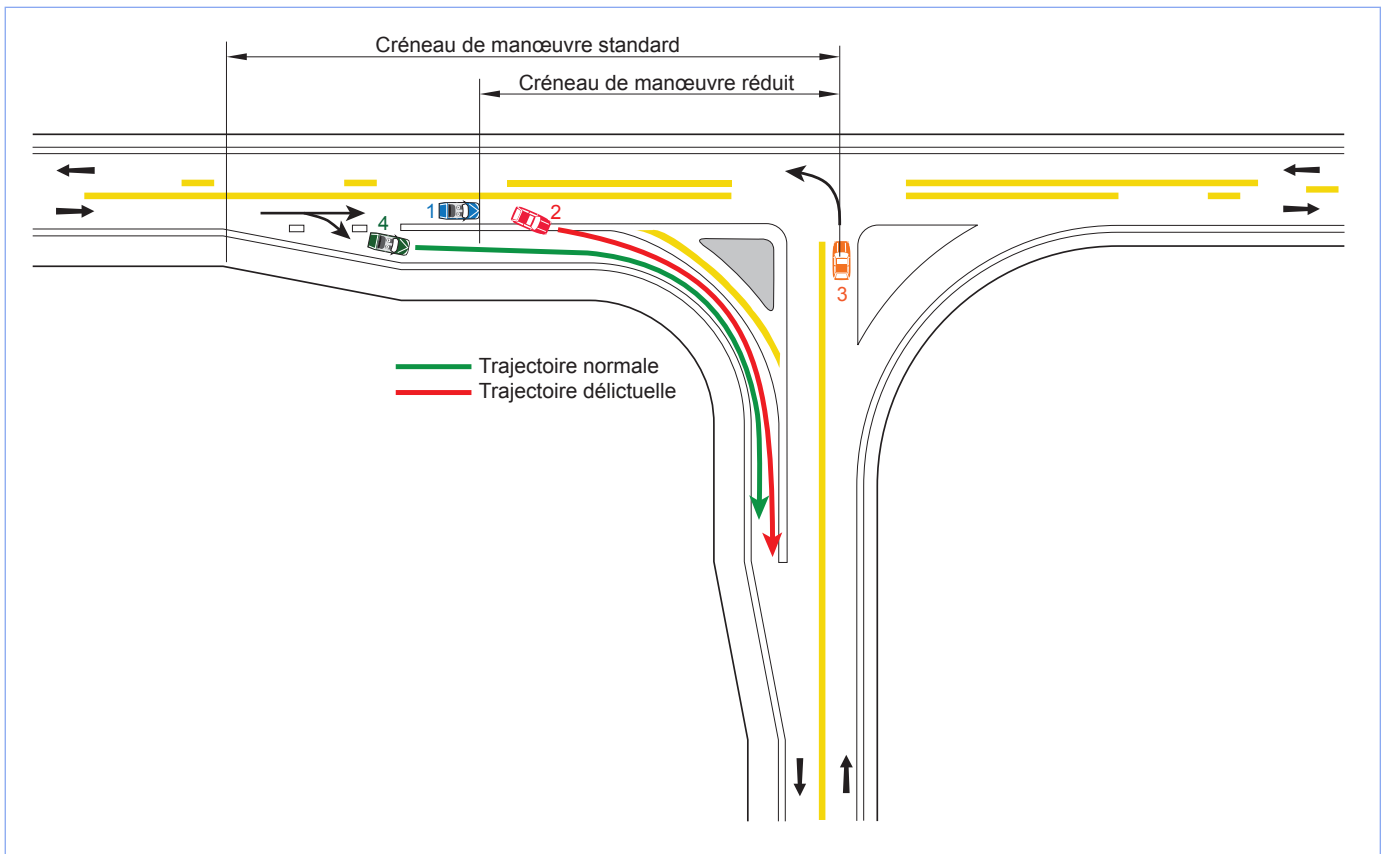 Créneau de manœuvre standard
Créneau de manœuvre réduit
1
2
4
3
Trajectoire normale
Trajectoire délictuelle